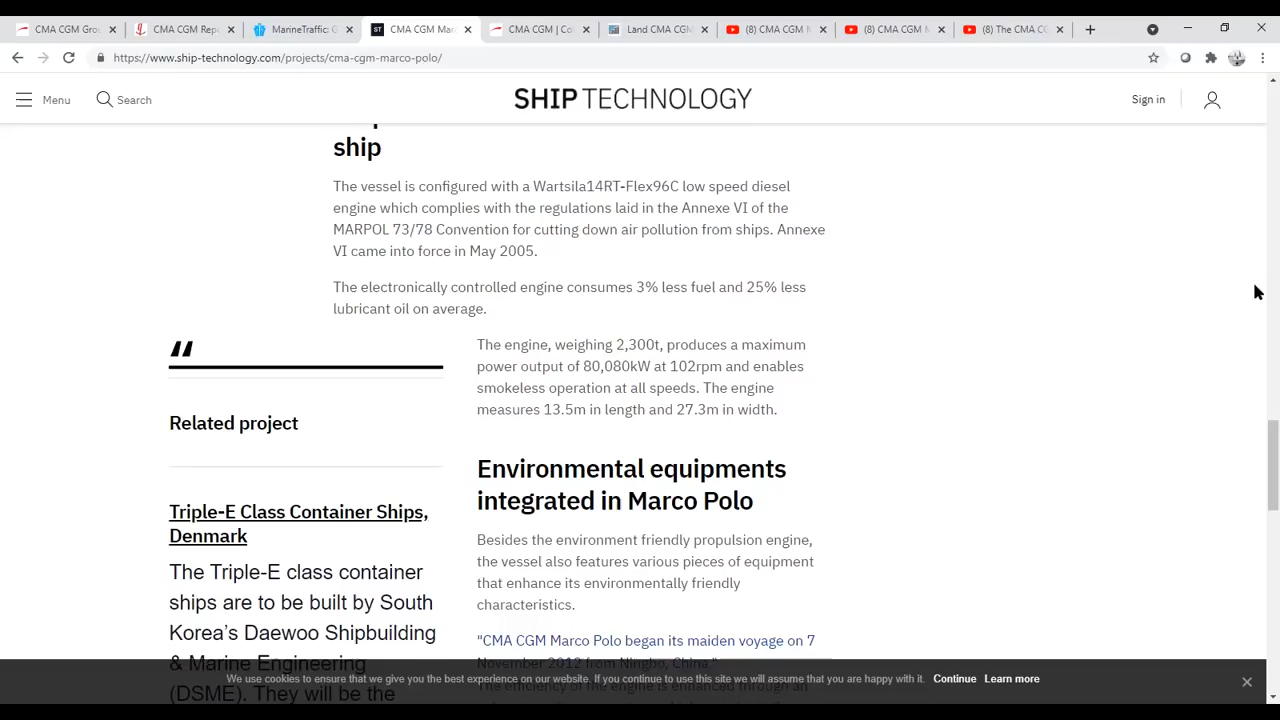 CMA CGM Gro
CMA CGM Rep
MarineTraffic: G
CMA CGM Mar
CMA CGM | Co
Land CMA CGM
(8) CMA CGM M
(8) CMA CGM M
(8) The CMA CG
https://www.ship-technology.com/projects/cma-cgm-marco-polo/
Menu
Search
SHIP TECHNOLOGY
Sign in
ship
The vessel is configured with a Wartsila14RT-Flex96C low speed diesel
engine which complies with the regulations laid in the Annexe VI of the
MARPOL 73/78 Convention for cutting down air pollution from ships. Annexe
VI came into force in May 2005.
The electronically controlled engine consumes 3% less fuel and 25% less
lubricant oil on average.
The engine, weighing 2,300t, produces a maximum
power output of 80,080kW at 102rpm and enables
smokeless operation at all speeds. The engine
measures 13.5m in length and 27.3m in width.
Related project
Triple-E Class Container Ships,
Denmark
The Triple-E class container
ships are to be built by South
Korea’s Daewoo Shipbuilding
& Marine Engineering
(DSME). They will be the
Environmental equipments
integrated in Marco Polo
Besides the environment friendly propulsion engine,
the vessel also features various pieces of equipment
that enhance its environmentally friendly
characteristics.
"CMA CGM Marco Polo began its maiden voyage on 7
November 2012 from Ningbo, China."
The efficiency of the engine is enhanced through an
We use cookies to ensure that we give you the best experience on our website. If you continue to use this site we will assume that you are happy with it.
Continue
Learn more